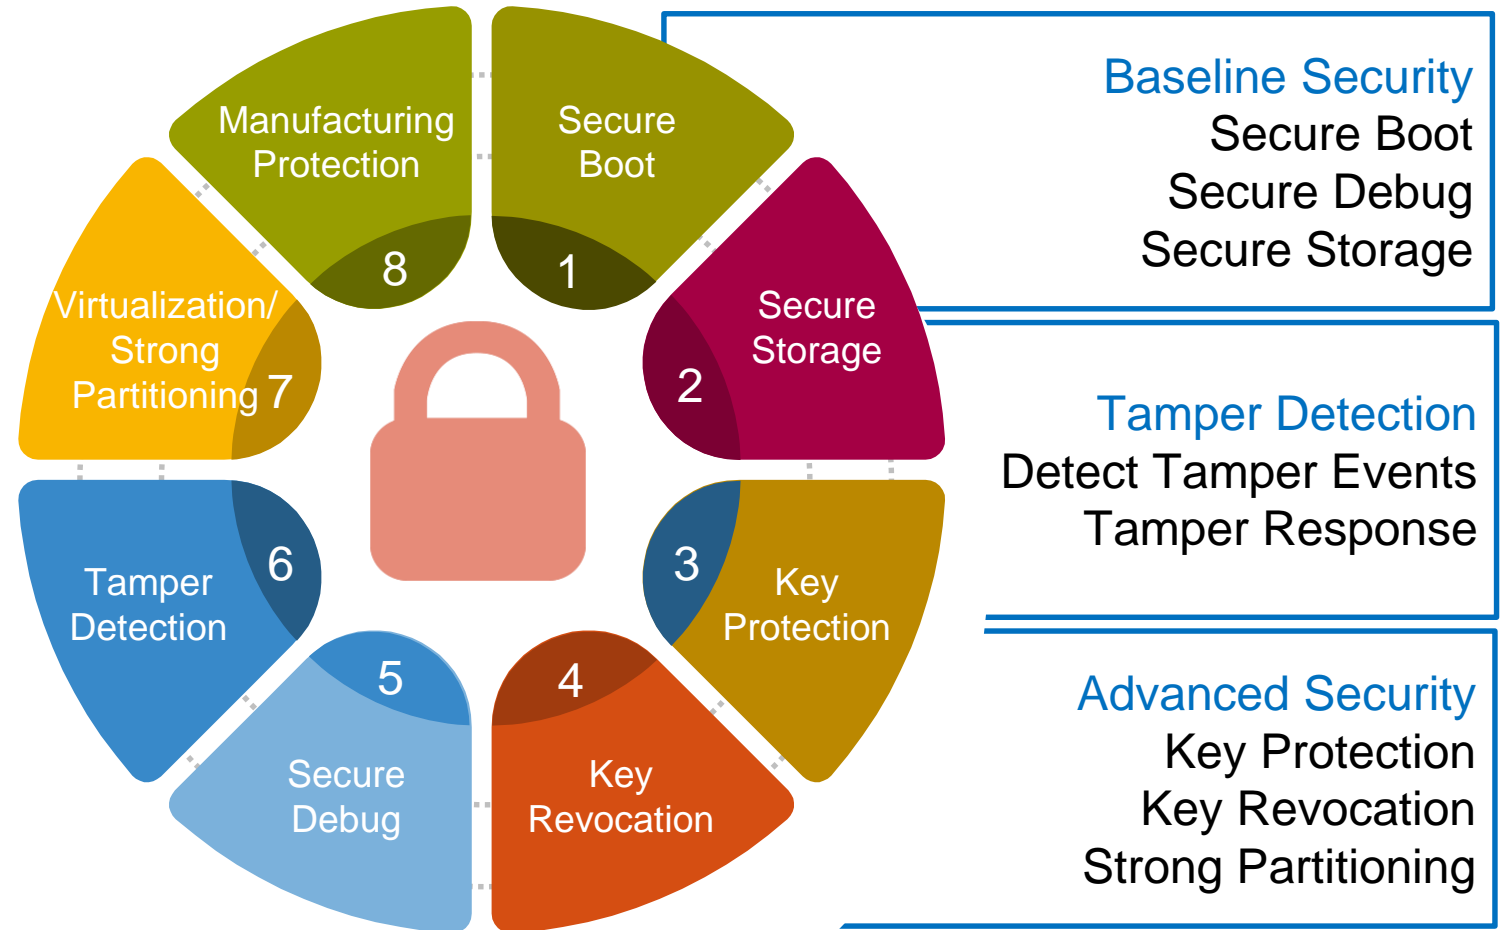 Manufacturing
Protection
8
Secure
Boot
1
Secure
Storage
2
Key
Protection
3
Key
Revocation
4
Secure
Debug
5
Tamper
Detection
6
Virtualization/
Strong
Partitioning
7
Baseline Security
Secure Boot
Secure Debug
Secure Storage
Tamper Detection
Detect Tamper Events
Tamper Response
Advanced Security
Key Protection
Key Revocation
Strong Partitioning